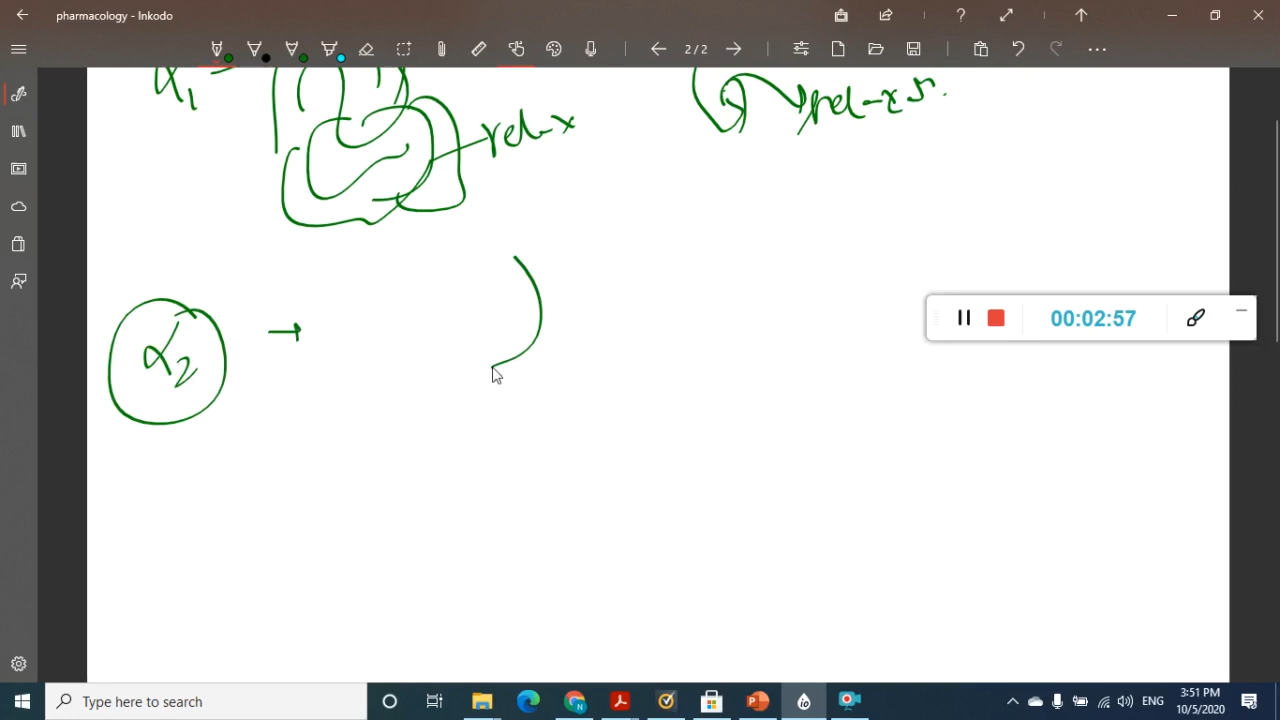 pharmacology - Inkodo
2/2
α1 =
rel-x
rel-x
α2 →
00:02:57
Type here to search
ENG
3:51 PM
10/5/2020